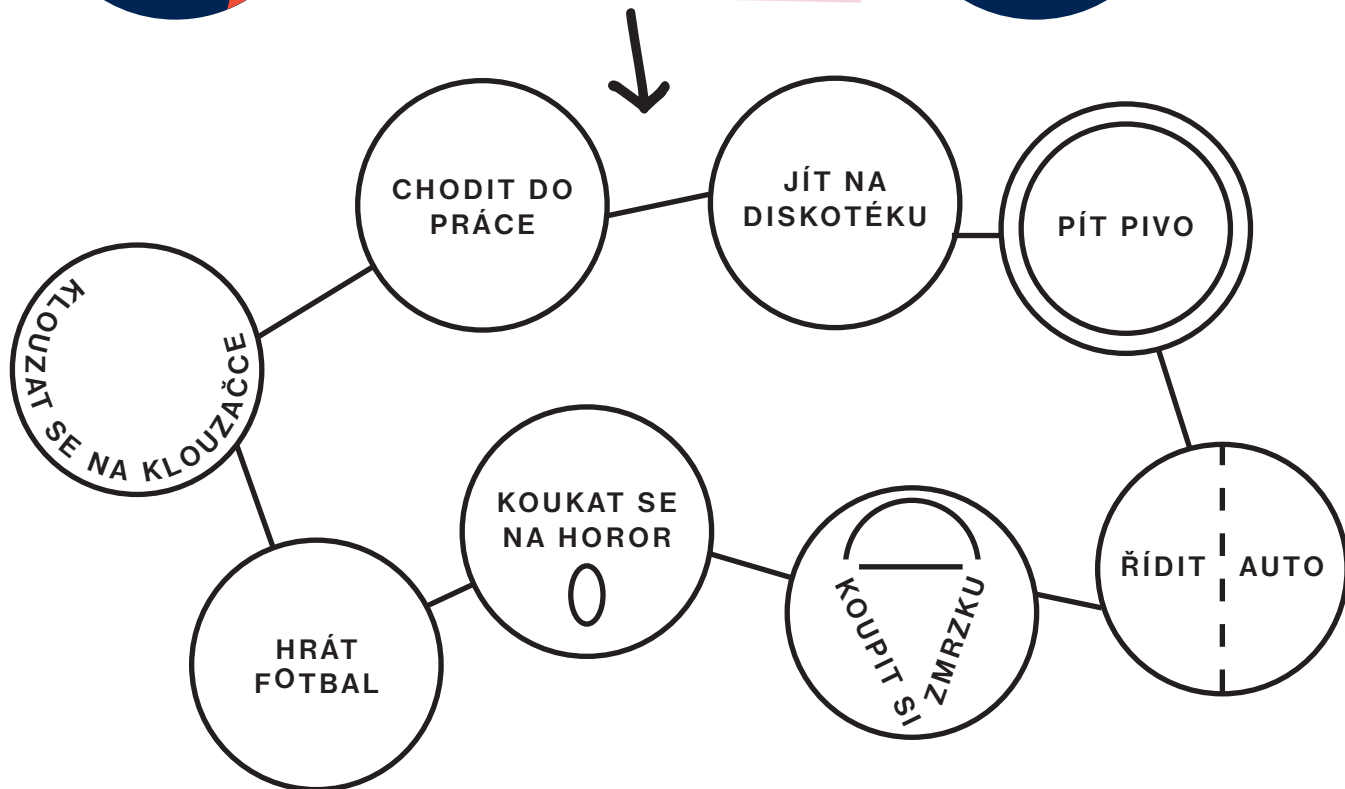 CHODIT DO
PRÁCE
JÍT NA
DISKOTÉKU
PÍT PIVO
KLOUZAT SE NA KLOUZAČCE
KOUKAT SE
NA HOROR
ŘÍDIT AUTO
KOUPIT SI
ZMRZKU
HRÁT
FOTBAL